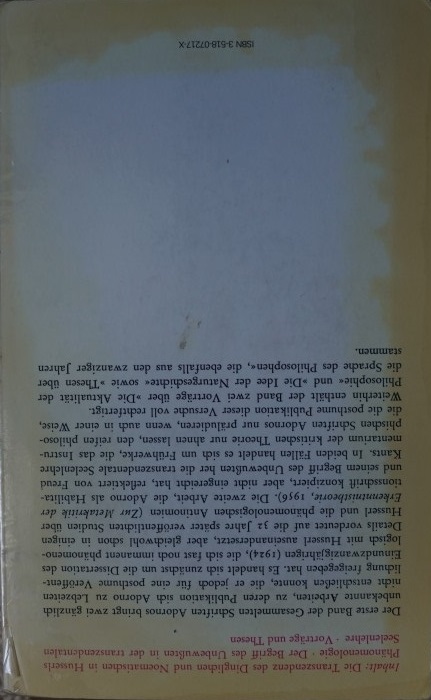 Inhalt: Die Transzendenz des Dinglichen und Noematischen in Husserls
Phänomenologie · Der Begriff des Unbewußten in der transzendentalen
Seelenlehre · Vorträge und Thesen
Der erste Band der Gesammelten Schriften Adornos bringt zwei gänzlich
unbekannte Arbeiten, zu deren Publikation sich Adorno zu Lebzeiten
nicht entschließen konnte, die er jedoch für eine posthume Veröffent-
lichung freigegeben hat. Es handelt sich zunächst um die Dissertation des
Einundzwanzigjährigen (1924), die sich fast noch immanent phänomeno-
logisch mit Husserl auseinandersetzt, aber gleichwohl schon in einigen
Details vordeutet auf die 32 Jahre später veröffentlichten Studien über
Husserl und die phänomenologischen Antinomien (Zur Metakritik der
Erkenntnistheorie, 1956). Die zweite Arbeit, die Adorno als Habilita-
tionsschrift konzipiert, aber nicht eingereicht hat, reflektiert von Freud
und seinem Begriff des Unbewußten her die transzendentale Seelenlehre
Kants. In beiden Fällen handelt es sich um Frühwerke, die das Instru-
mentarium der kritischen Theorie nur ahnen lassen, den reifen philoso-
phischen Schriften Adornos nur präludieren, wenn auch in einer Weise,
die die posthume Publikation dieser Versuche voll rechtfertigt.
Weiterhin enthält der Band zwei Vorträge über »Die Aktualität der
Philosophie« und »Die Idee der Naturgeschichte« sowie »Thesen über
die Sprache des Philosophen«, die ebenfalls aus den zwanziger Jahren
stammen.
ISBN 3-518-07217-X